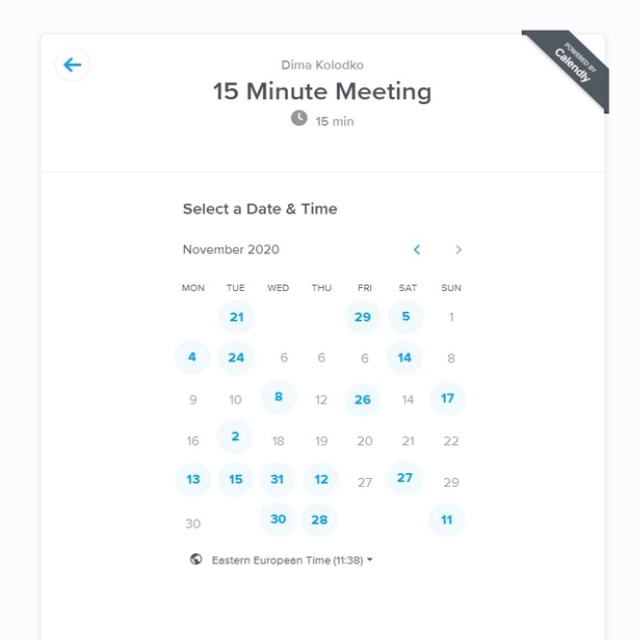 POWERED BY
Calendly
Dima Kolodko
15 Minute Meeting
15 min
Select a Date & Time
November 2020
MON TUE WED THU FRI SAT SUN
21 29 5 1
4 24 6 6 6 14 8
9 10 8 12 26 14 17
16 2 18 19 20 21 22
13 15 31 12 27 27 29
30 30 28 11
Eastern European Time (11:38)